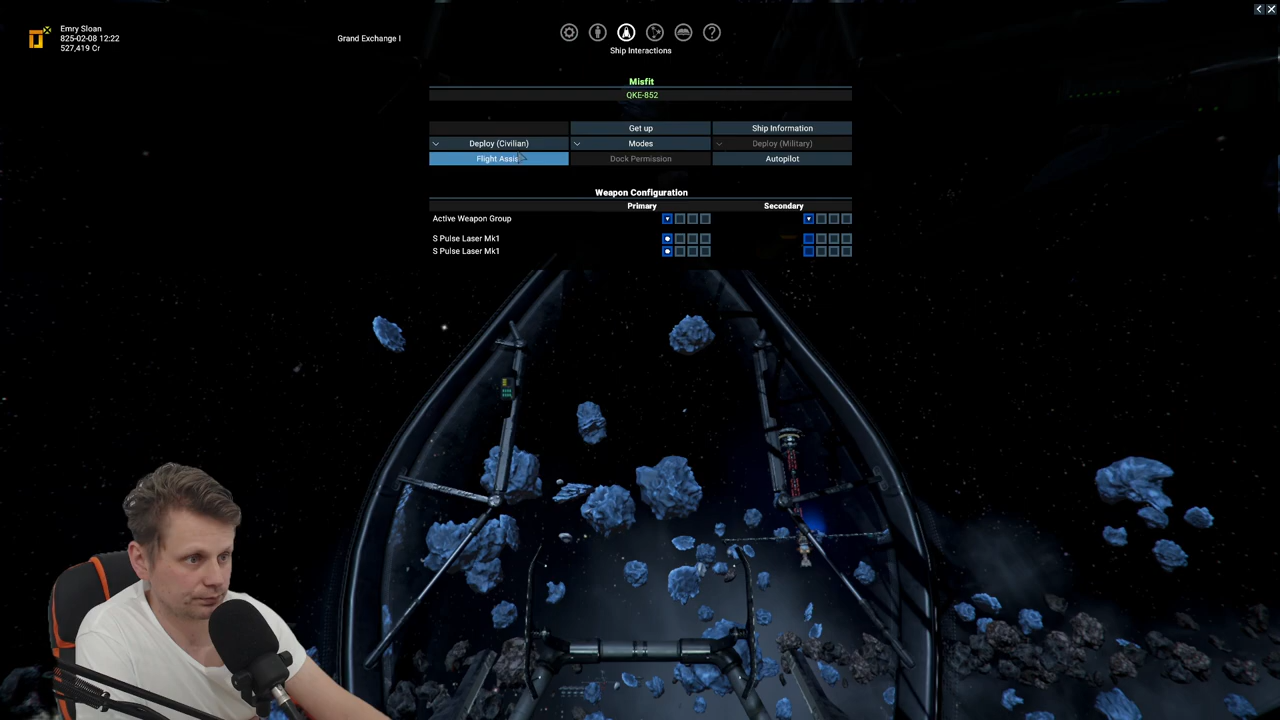 Emry Sloan
825-02-08 12:22
527,419 Cr
Grand Exchange I
Ship Interactions
Misfit
QKE-852
Get up
Ship Information
Deploy (Civilian)
Modes
Deploy (Military)
Flight Assis
Dock Permission
Autopilot
Weapon Configuration
Primary
Secondary
Active Weapon Group
S Pulse Laser Mk1
S Pulse Laser Mk1